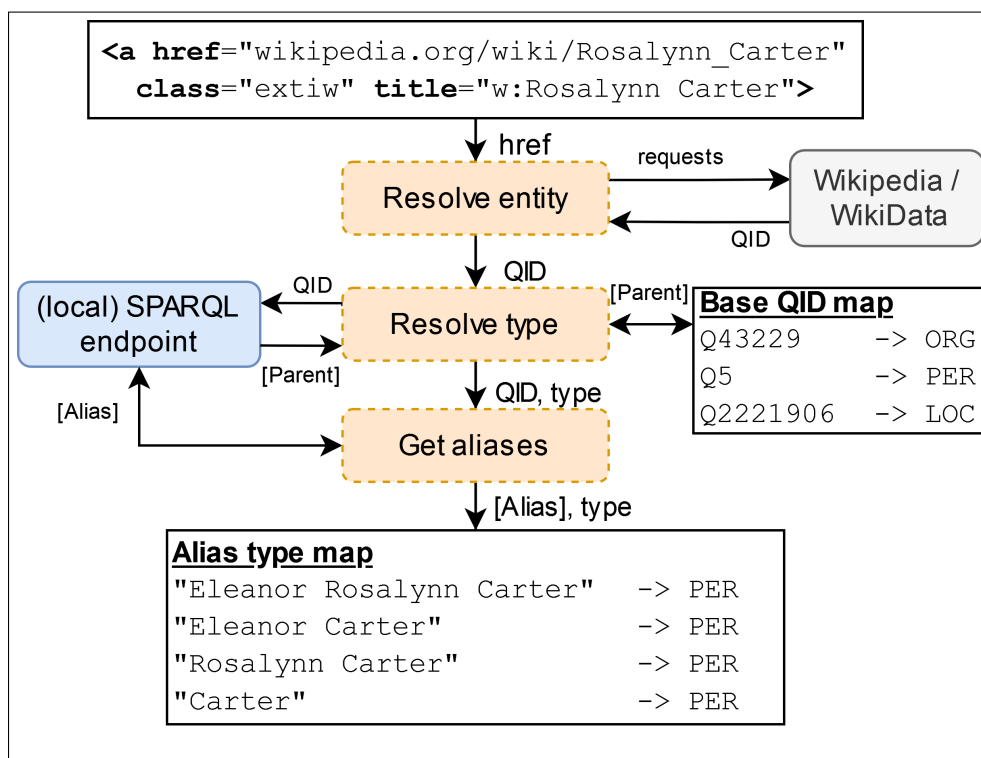 <a href="wikipedia.org/wiki/Rosalynn_Carter"
class="extiw" title="w:Rosalynn Carter">
href
requests
Resolve entity
Wikipedia /
WikiData
QID
QID
QID
[Parent]
(local) SPARQL
endpoint
Resolve type
Base QID map
Q43229 -> ORG
Q5 -> PER
Q2221906 -> LOC
[Parent]
[Alias]
QID, type
Get aliases
[Alias], type
Alias type map
"Eleanor Rosalynn Carter" -> PER
"Eleanor Carter" -> PER
"Rosalynn Carter" -> PER
"Carter" -> PER